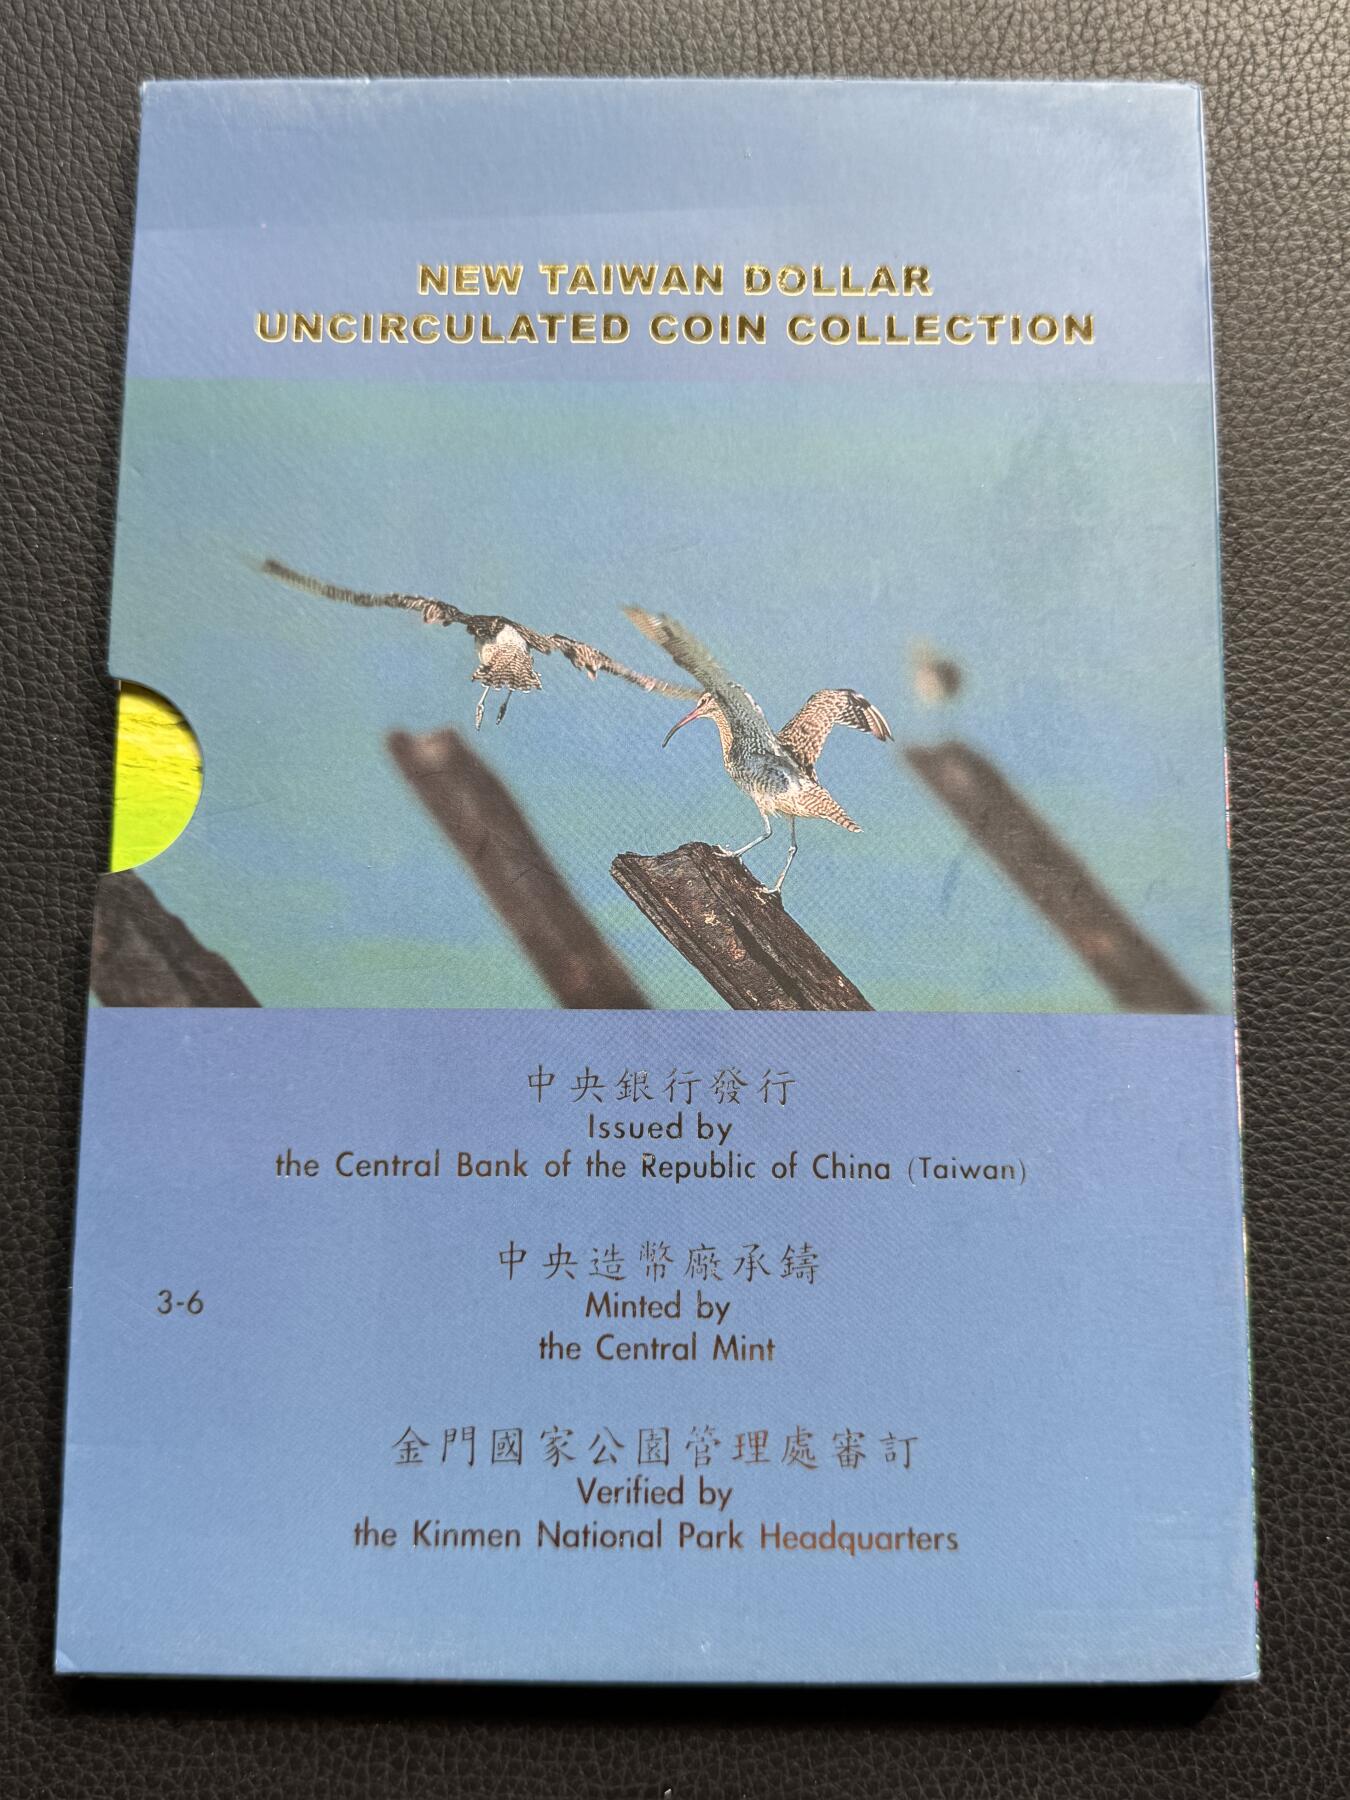 NEW TAIWAN DOLLAR
UNCIRCULATED COIN COLLECTION
中央銀行發行
Issued by
the Central Bank of the Republic of China (Taiwan)
中央造幣廠承鑄
3-6
Minted by
the Central Mint
金門國家公園管理處審訂
Verified by
the Kinmen National Park Headquarters